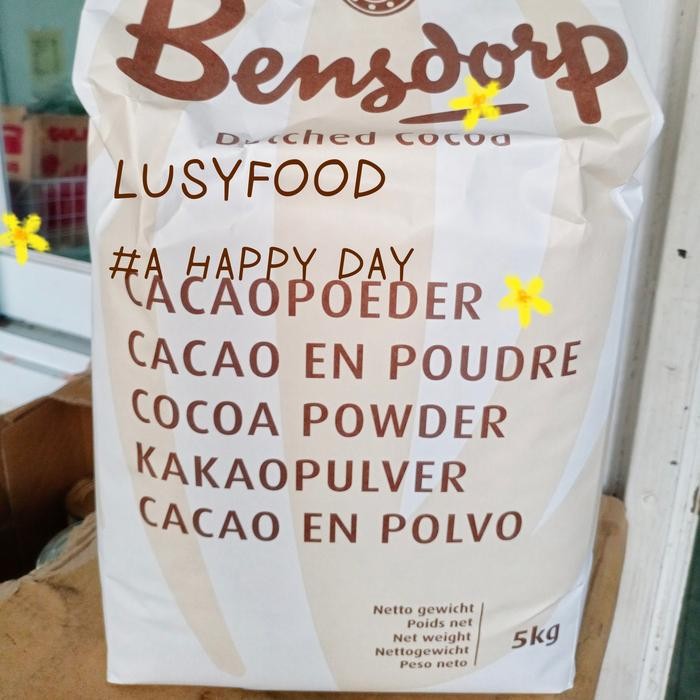 Bensdorp
Dutched cocoa
LUSYFOOD
#A HAPPY DAY
CACAOPOEDER
CACAO EN POUDRE
COCOA POWDER
KAKAOPULVER
CACAO EN POLVO
Netto gewicht
Poids net
Net weight
Nettogewicht
Peso neto
5kg